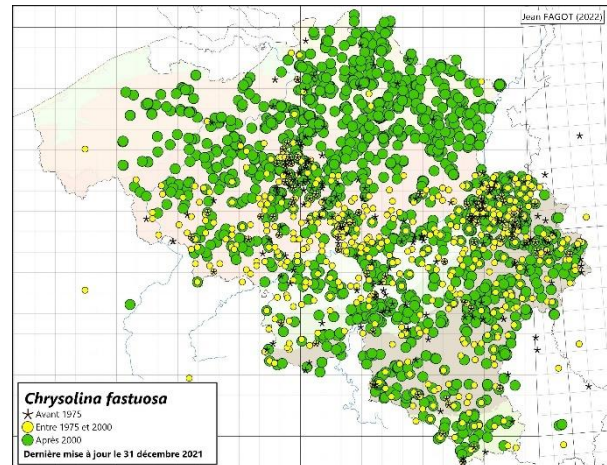 Jean FAGOT (2022)
Chrysolina fastuosa
Avant 1975
Entre 1975 et 2000
Après 2000
Dernière mise à jour le 31 décembre 2021